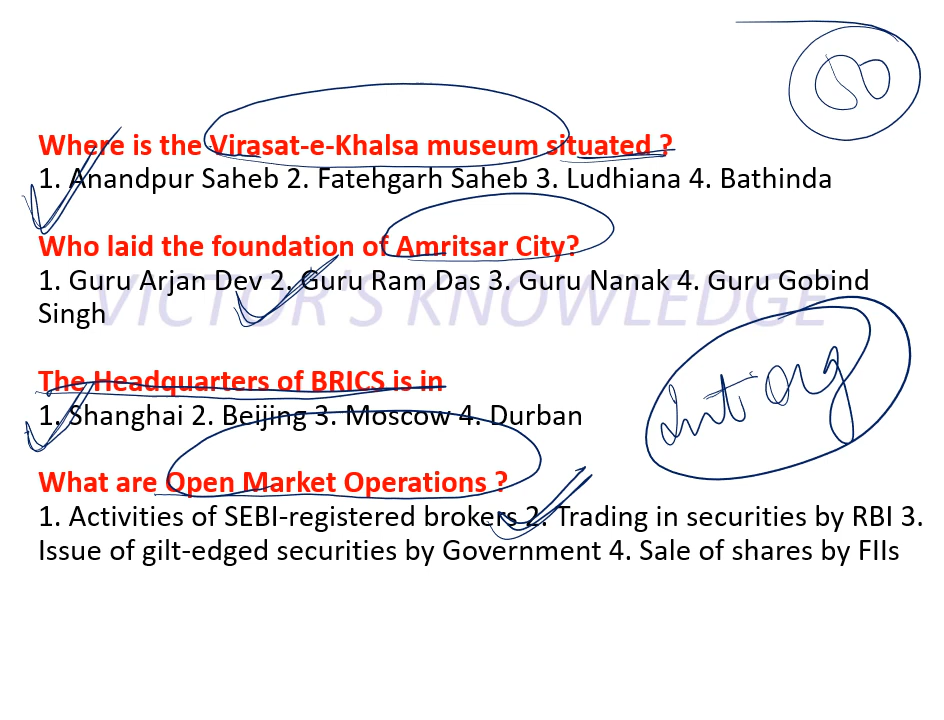 Where is the Virasat-e-Khalsa museum situated ?
1. Anandpur Saheb 2. Fatehgarh Saheb 3. Ludhiana 4. Bathinda
Who laid the foundation of Amritsar City?
1. Guru Arjan Dev 2. Guru Ram Das 3. Guru Nanak 4. Guru Gobind
Singh
VICTOR'S KNOWLEDGE
The Headquarters of BRICS is in
1. Shanghai 2. Beijing 3. Moscow 4. Durban
Int org
What are Open Market Operations ?
1. Activities of SEBI-registered brokers 2. Trading in securities by RBI 3.
Issue of gilt-edged securities by Government 4. Sale of shares by FIIs